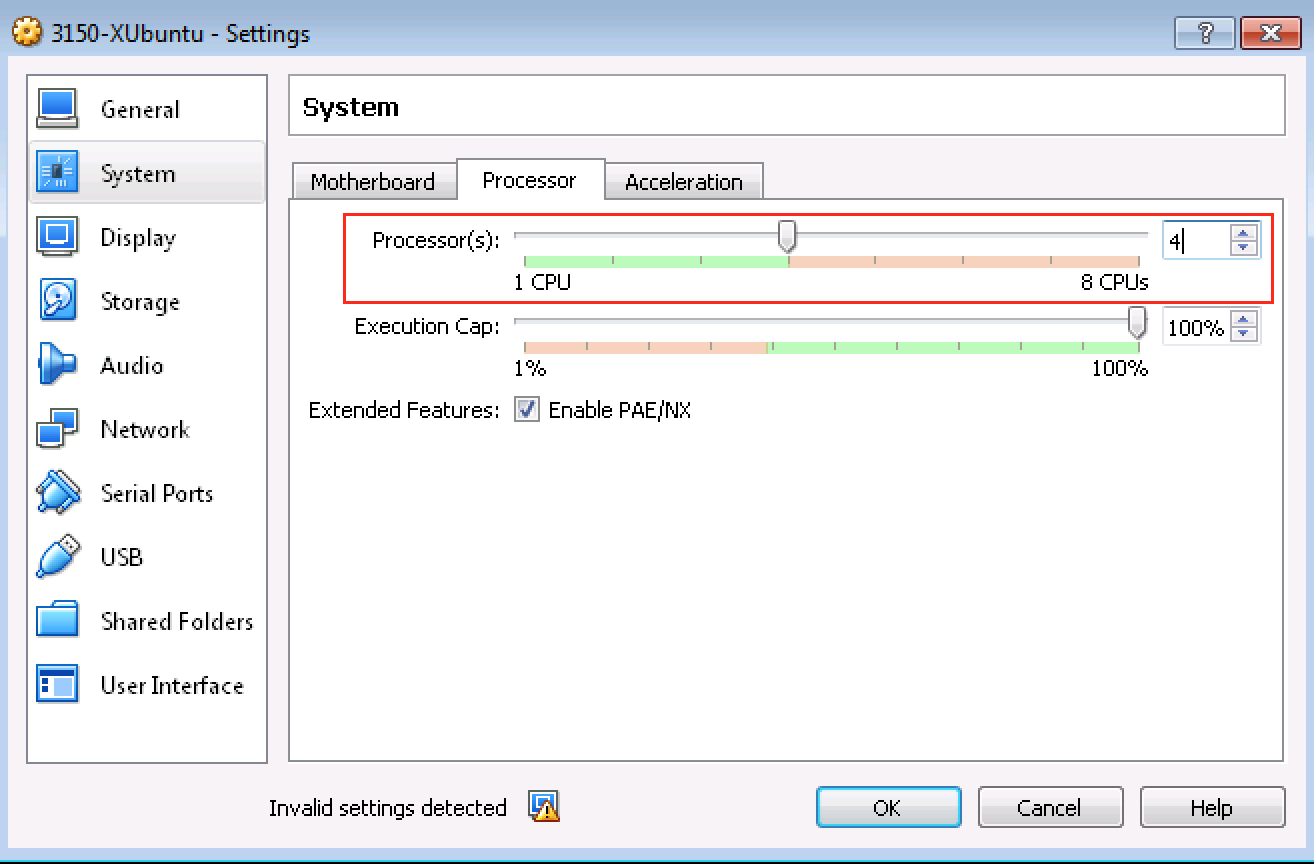 3150-XUbuntu - Settings
?
General
System
Display
Storage
Audio
Network
Serial Ports
USB
Shared Folders
User Interface
System
Motherboard Processor Acceleration
Processor(s): 4
1 CPU 8 CPUs
Execution Cap: 100%
1% 100%
Extended Features: Enable PAE/NX
Invalid settings detected OK Cancel Help